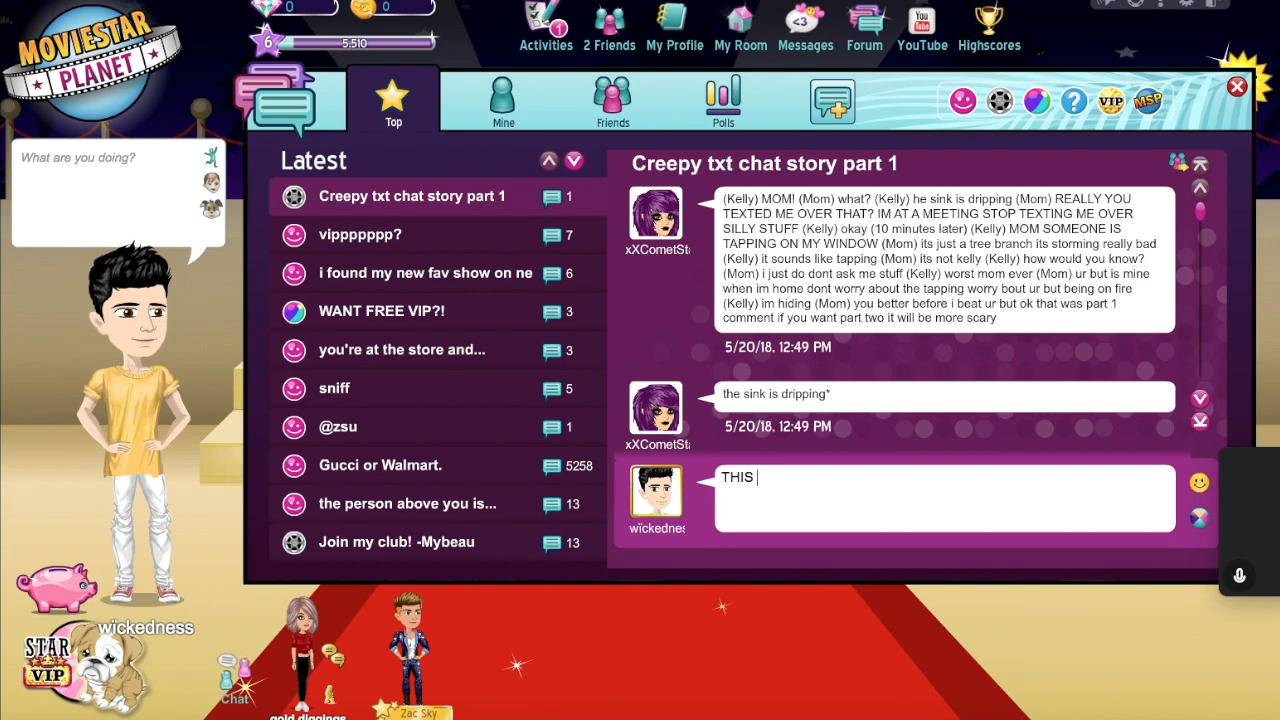 MOVIESTAR
PLANET
0
0
6
5,510
1
Activities
2 Friends
My Profile
My Room
<3
Messages
Forum
You
Tube
YouTube
Highscores
Top
Mine
Friends
Polls
?
VIP
MSP
What are you doing?
Latest
Creepy txt chat story part 1 1
vippppppp? 7
i found my new fav show on ne 6
WANT FREE VIP?! 3
you're at the store and... 3
sniff 5
@zsu 1
Gucci or Walmart. 5258
the person above you is... 13
Join my club! -Mybeau 13
Creepy txt chat story part 1
(Kelly) MOM! (Mom) what? (Kelly) he sink is dripping (Mom) REALLY YOU
TEXTED ME OVER THAT? IM AT A MEETING STOP TEXTING ME OVER
SILLY STUFF (Kelly) okay (10 minutes later) (Kelly) MOM SOMEONE IS
TAPPING ON MY WINDOW (Mom) its just a tree branch its storming really bad
(Kelly) it sounds like tapping (Mom) its not kelly (Kelly) how would you know?
(Mom) i just do dont ask me stuff (Kelly) worst mom ever (Mom) ur but is mine
when im home dont worry about the tapping worry bout ur but being on fire
(Kelly) im hiding (Mom) you better before i beat ur but ok that was part 1
comment if you want part two it will be more scary
xXCometSta
5/20/18, 12:49 PM
the sink is dripping*
5/20/18, 12:49 PM
xXCometSta
THIS
wïckednes
wïckedness
STAR
VIP
Chat
gold diggings
Zac Sky